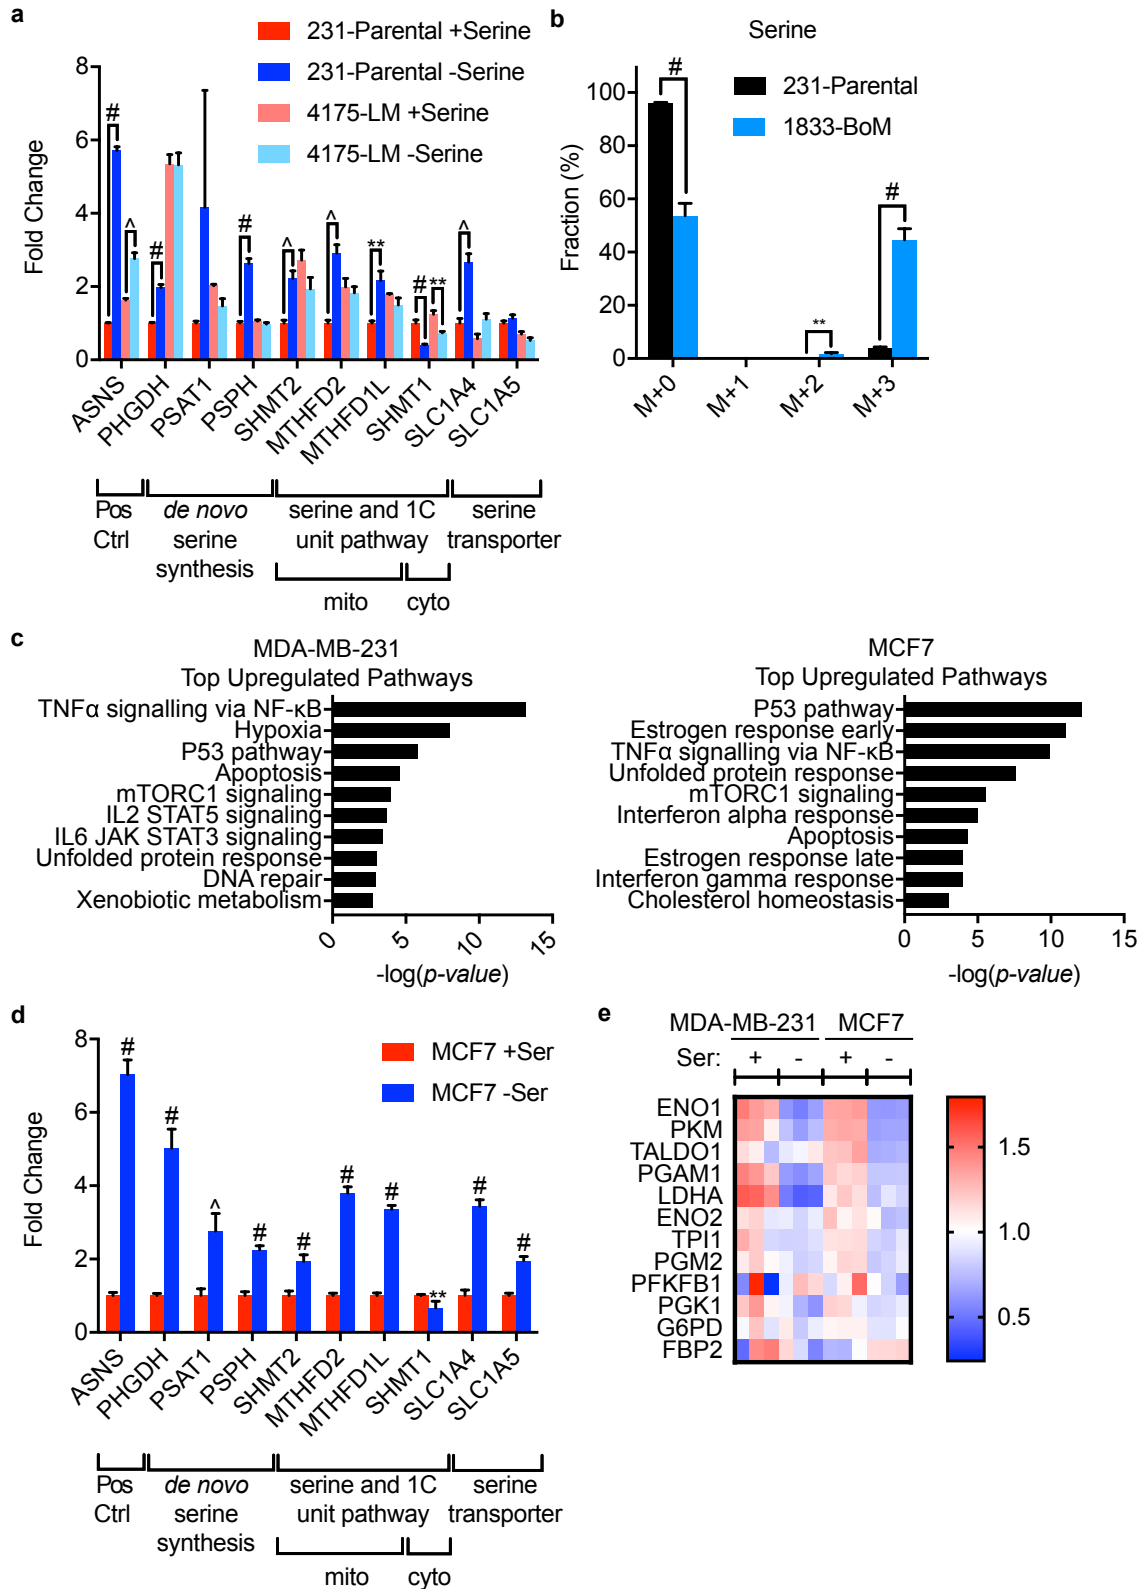 a
231-Parental +Serine
231-Parental -Serine
4175-LM +Serine
4175-LM -Serine
Fold Change
8
6
4
2
0
#
#
^
#
^
^
**
#
**
^
ASNS
PHGDH
PSAT1
PSPH
SHMT2
MTHFD2
MTHFD1L
SHMT1
SLC1A4
SLC1A5
Pos
Ctrl
de novo
serine
synthesis
serine and 1C
unit pathway
serine
transporter
mito
cyto
b
Serine
231-Parental
1833-BoM
Fraction (%)
100
80
60
40
20
0
#
**
#
M+0
M+1
M+2
M+3
c
MDA-MB-231
Top Upregulated Pathways
TNFα signalling via NF-κB
Hypoxia
P53 pathway
Apoptosis
mTORC1 signaling
IL2 STAT5 signaling
IL6 JAK STAT3 signaling
Unfolded protein response
DNA repair
Xenobiotic metabolism
0
5
10
15
-log(p-value)
MCF7
Top Upregulated Pathways
P53 pathway
Estrogen response early
TNFα signalling via NF-κB
Unfolded protein response
mTORC1 signaling
Interferon alpha response
Apoptosis
Estrogen response late
Interferon gamma response
Cholesterol homeostasis
0
5
10
15
-log(p-value)
d
MCF7 +Ser
MCF7 -Ser
Fold Change
8
6
4
2
0
#
#
^
#
#
#
#
**
#
#
ASNS
PHGDH
PSAT1
PSPH
SHMT2
MTHFD2
MTHFD1L
SHMT1
SLC1A4
SLC1A5
Pos
Ctrl
de novo
serine
synthesis
serine and 1C
unit pathway
serine
transporter
mito
cyto
e
MDA-MB-231 MCF7
Ser: + - + -
ENO1
PKM
TALDO1
PGAM1
LDHA
ENO2
TPI1
PGM2
PFKFB1
PGK1
G6PD
FBP2
1.5
1.0
0.5